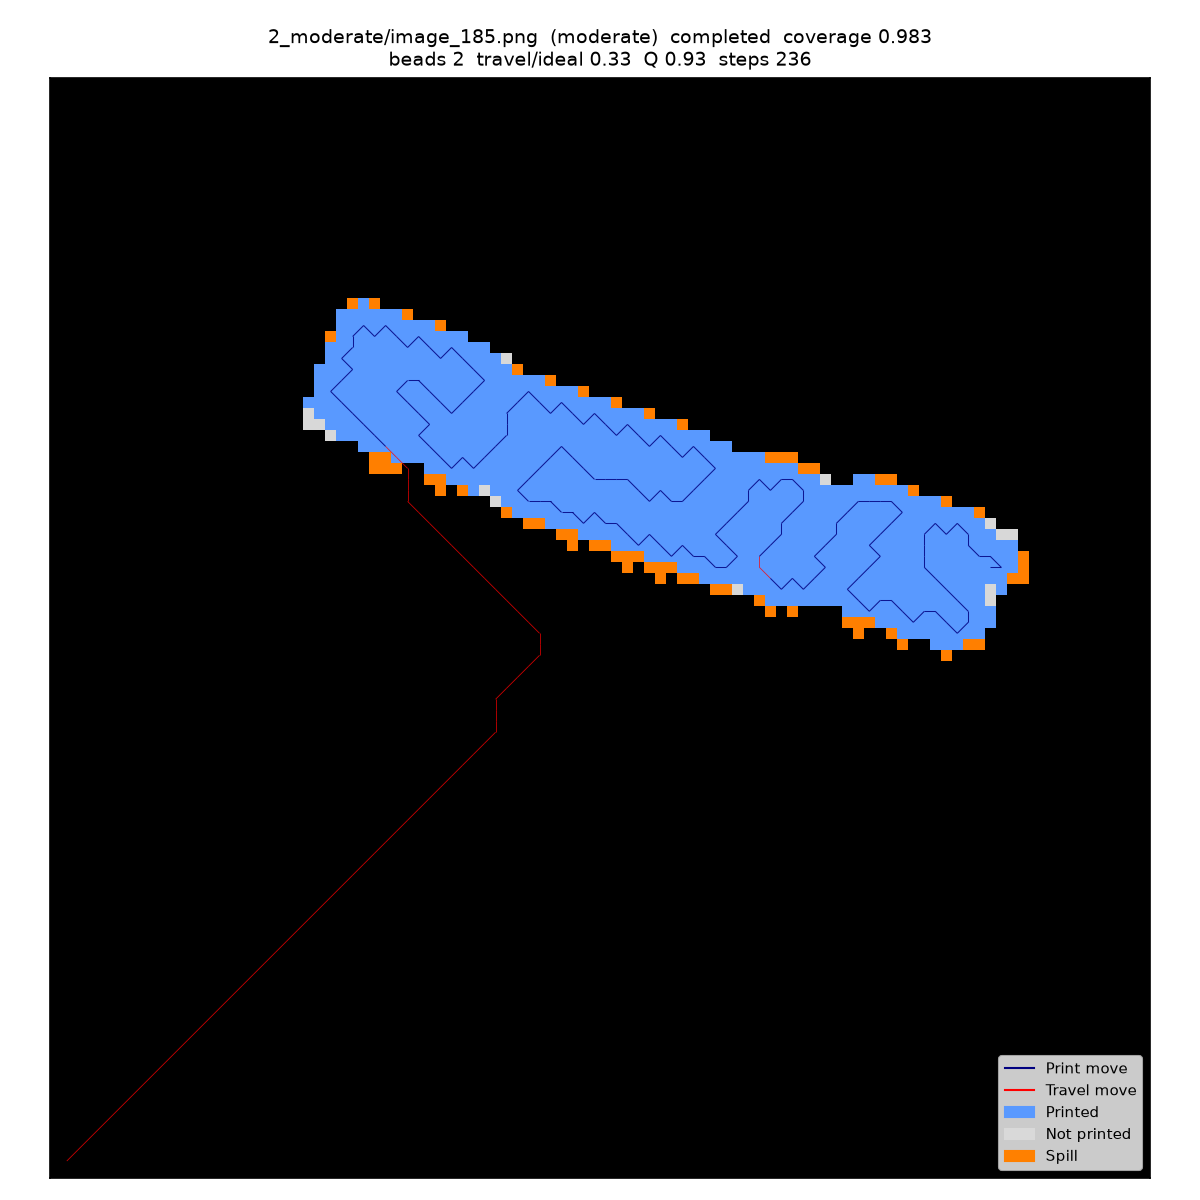 2_moderate/image_185.png  (moderate)  completed  coverage 0.983
beads 2  travel/ideal 0.33  Q 0.93  steps 236
Print move
Travel move
Printed
Not printed
Spill